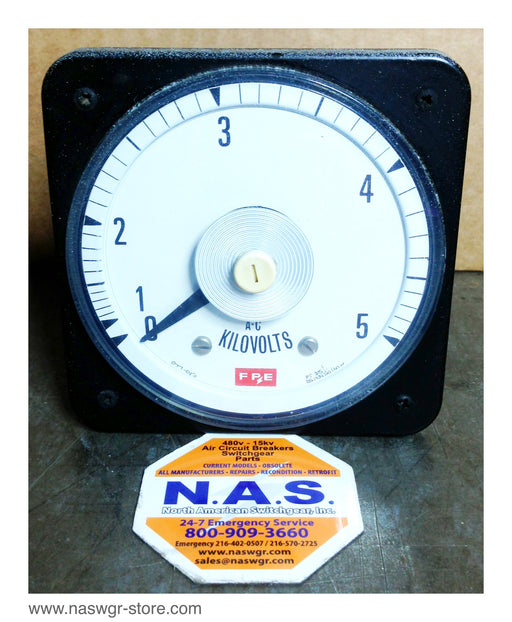 3
4
2
1
0
5
A-C
KILOVOLTS
FPE
480v - 15kv
Air Circuit Breakers
Switchgear
Parts
CURRENT MODELS - OBSOLETE
ALL MANUFACTURERS - REPAIRS - RECONDITION - RETROFIT
N.A.S.
North American Switchgear, Inc.
24-7 Emergency Service
800-909-3660
Emergency 216-402-0507 / 216-570-2725
www.naswgr.com
sales@naswgr.com
www.naswgr-store.com